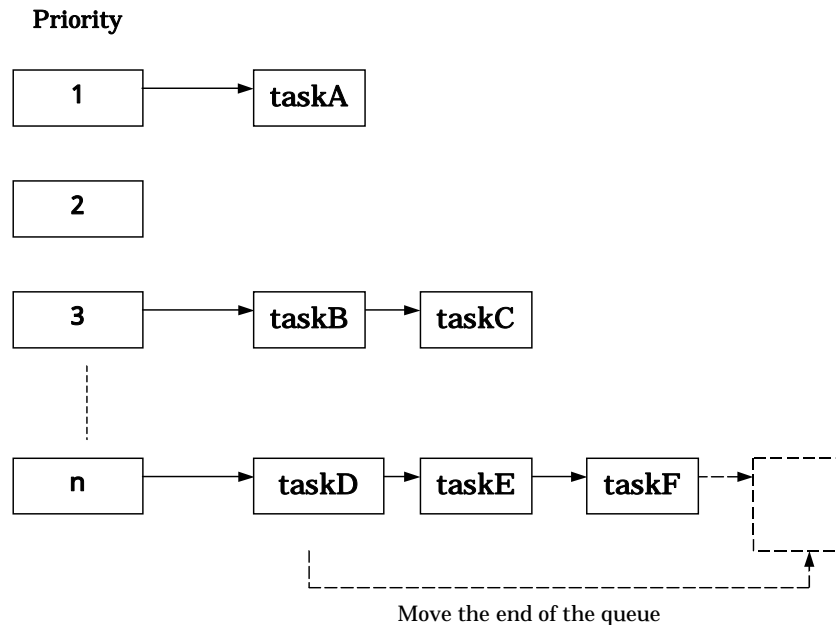 Priority
1
taskA
2
3
taskB
taskC
n
taskD
taskE
taskF
Move the end of the queue